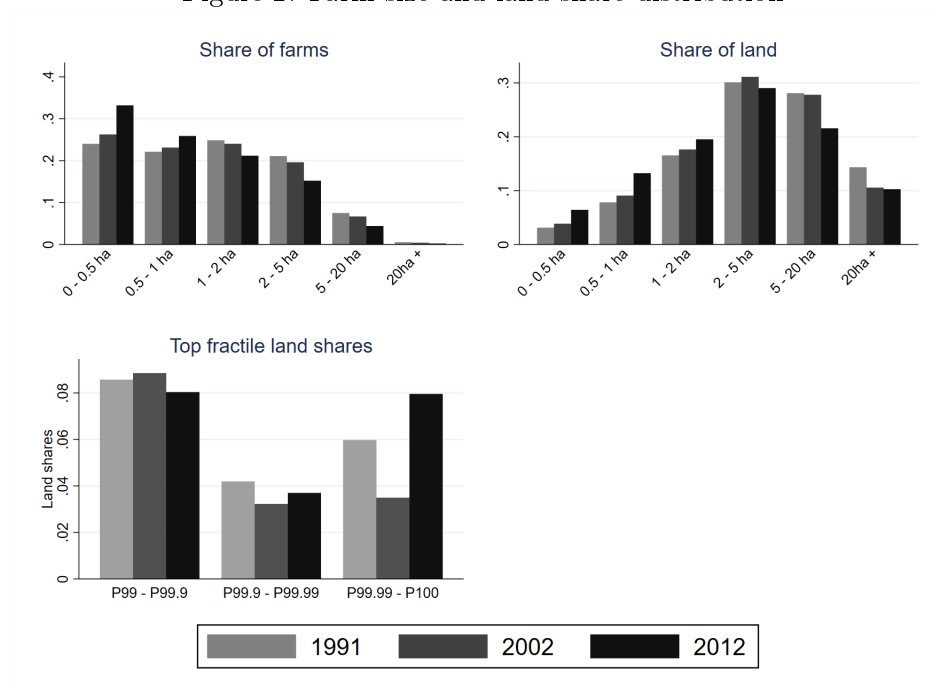 Share of farms
.4
.3
.2
.1
0
0 - 0.5 ha
0.5 - 1 ha
1 - 2 ha
2 - 5 ha
5 - 20 ha
20ha +
Share of land
.3
.2
.1
0
0 - 0.5 ha
0.5 - 1 ha
1 - 2 ha
2 - 5 ha
5 - 20 ha
20ha +
Top fractile land shares
Land shares
.08
.06
.04
.02
0
P99 - P99.9
P99.9 - P99.99
P99.99 - P100
1991
2002
2012